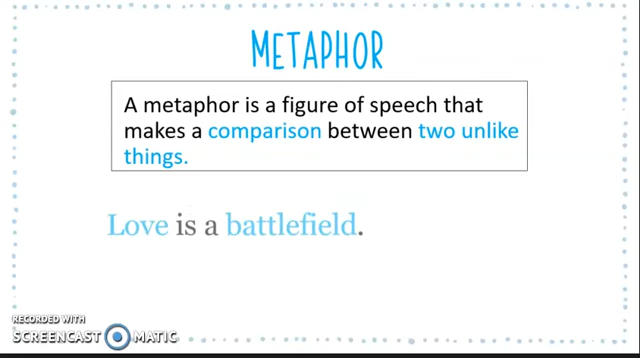 METAPHOR
A metaphor is a figure of speech that
makes a comparison between two unlike
things.
Love is a battlefield.
RECORDED WITH
SCREENCAST MATIC